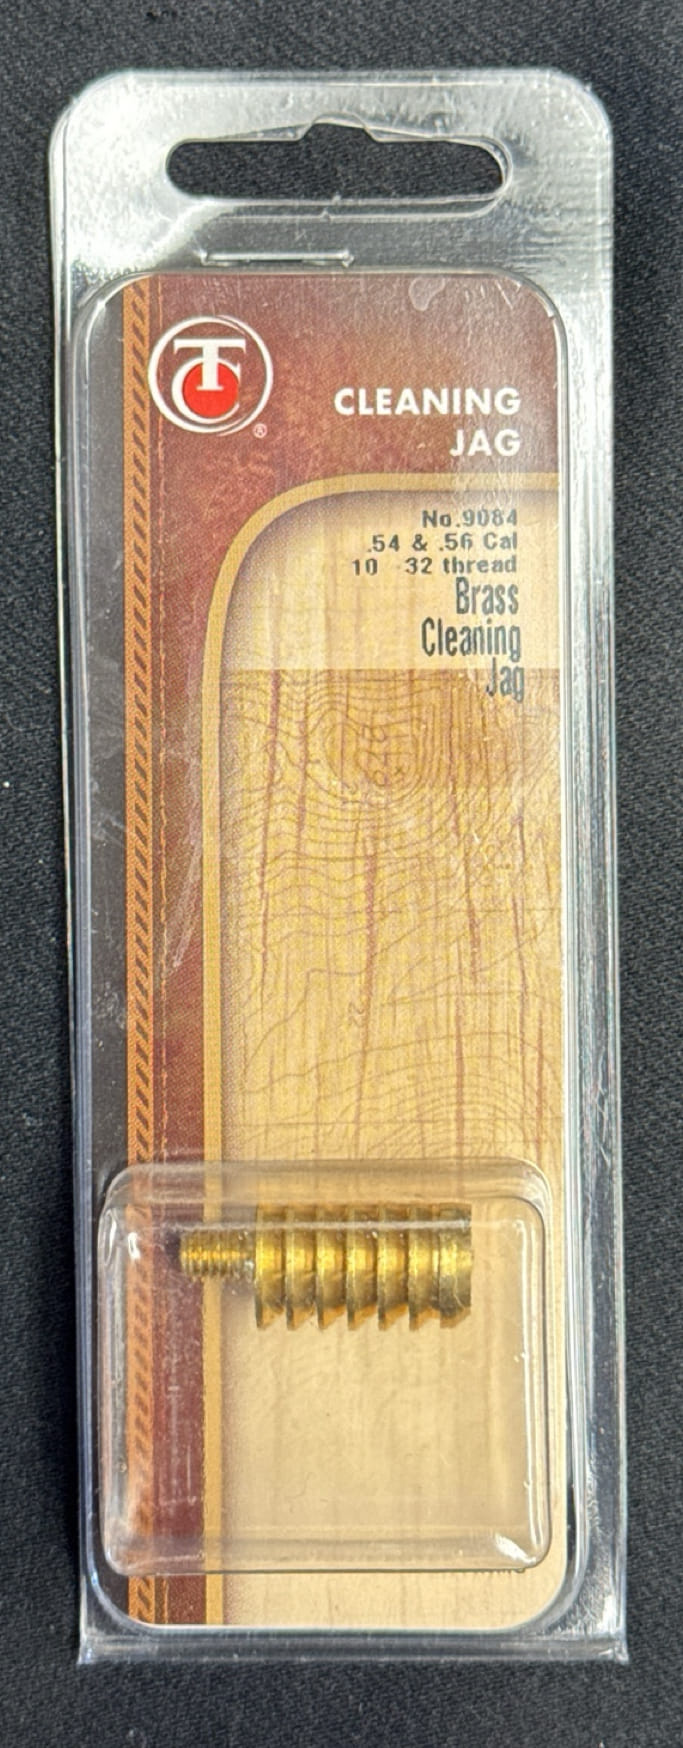 TC
®
CLEANING
JAG
No.9084
.54 & .56 Cal
10 32 thread
Brass
Cleaning
Jag